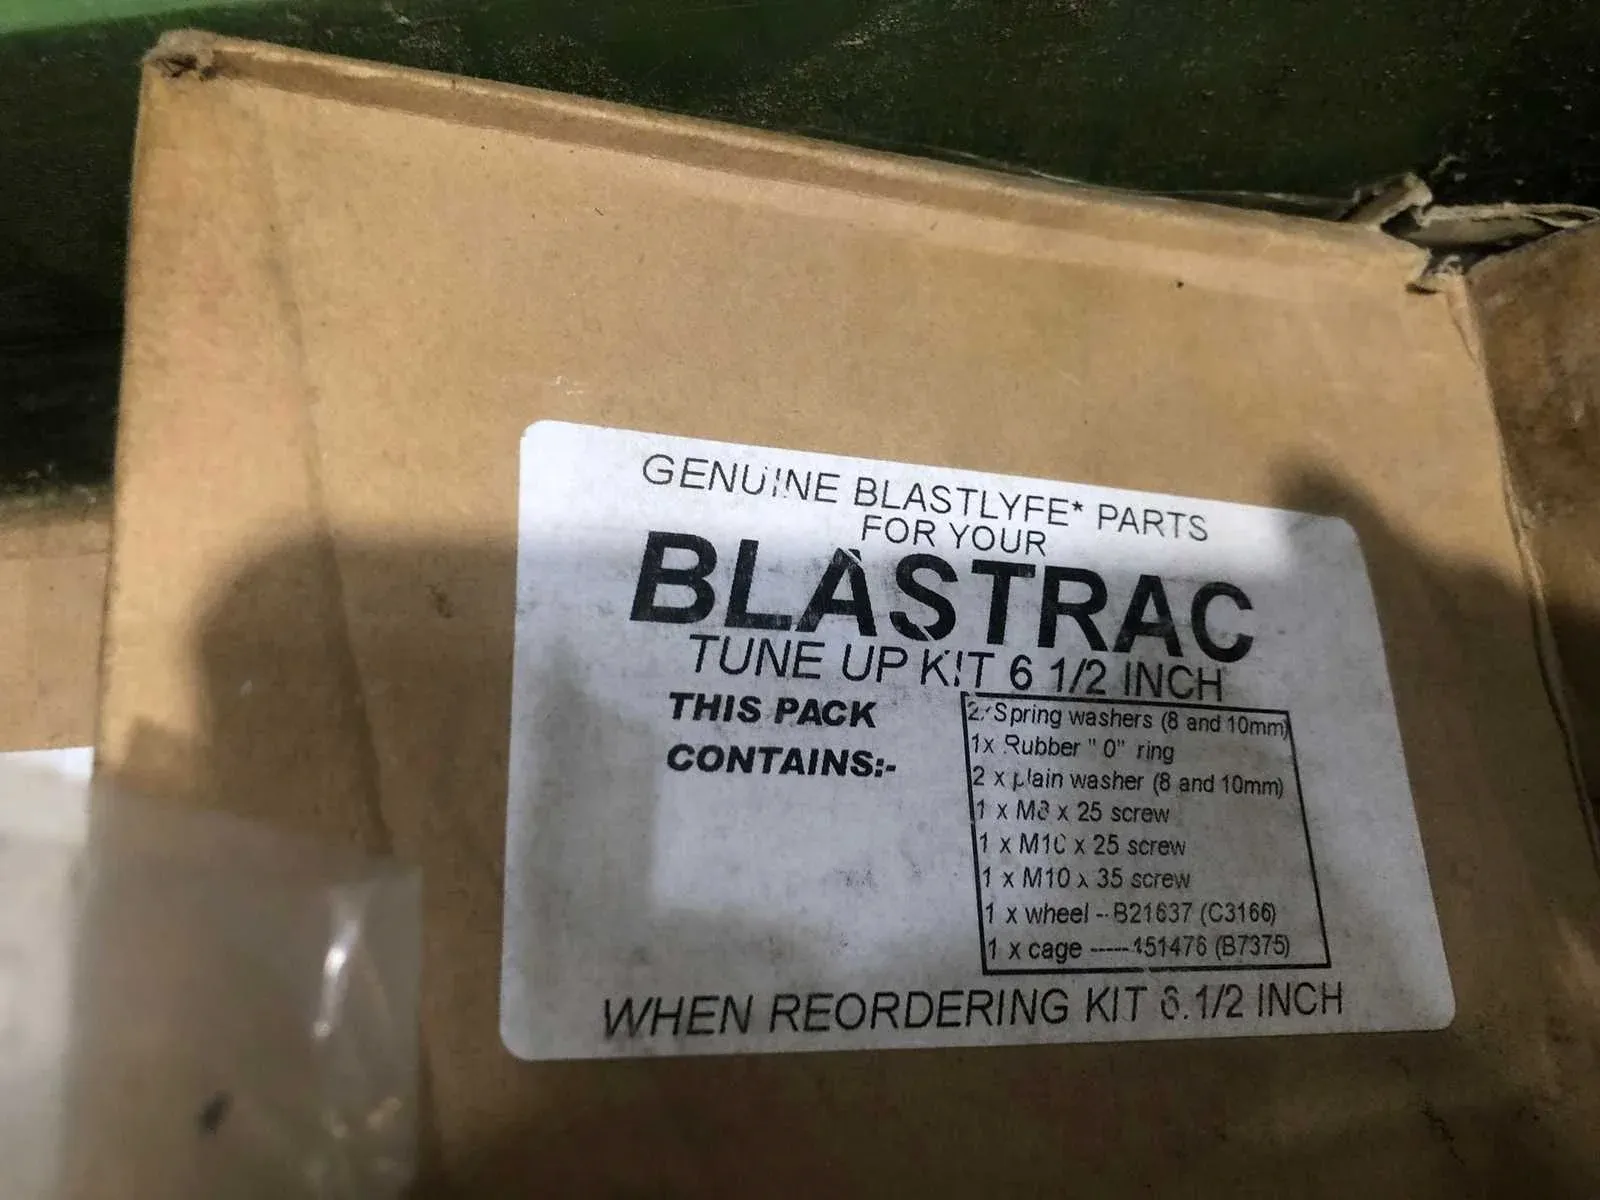 GENUINE BLASTLYFE* PARTS
FOR YOUR
BLASTRAC
TUNE UP KIT 6 1/2 INCH
THIS PACK
CONTAINS:-
2 Spring washers (8 and 10mm)
1x Rubber "0" ring
2 x plain washer (8 and 10mm)
1 x M8 x 25 screw
1 x M10 x 25 screw
1 x M10 x 35 screw
1 x wheel -- B21637 (C3166)
1 x cage -----151476 (B7375)
WHEN REORDERING KIT 6.1/2 INCH